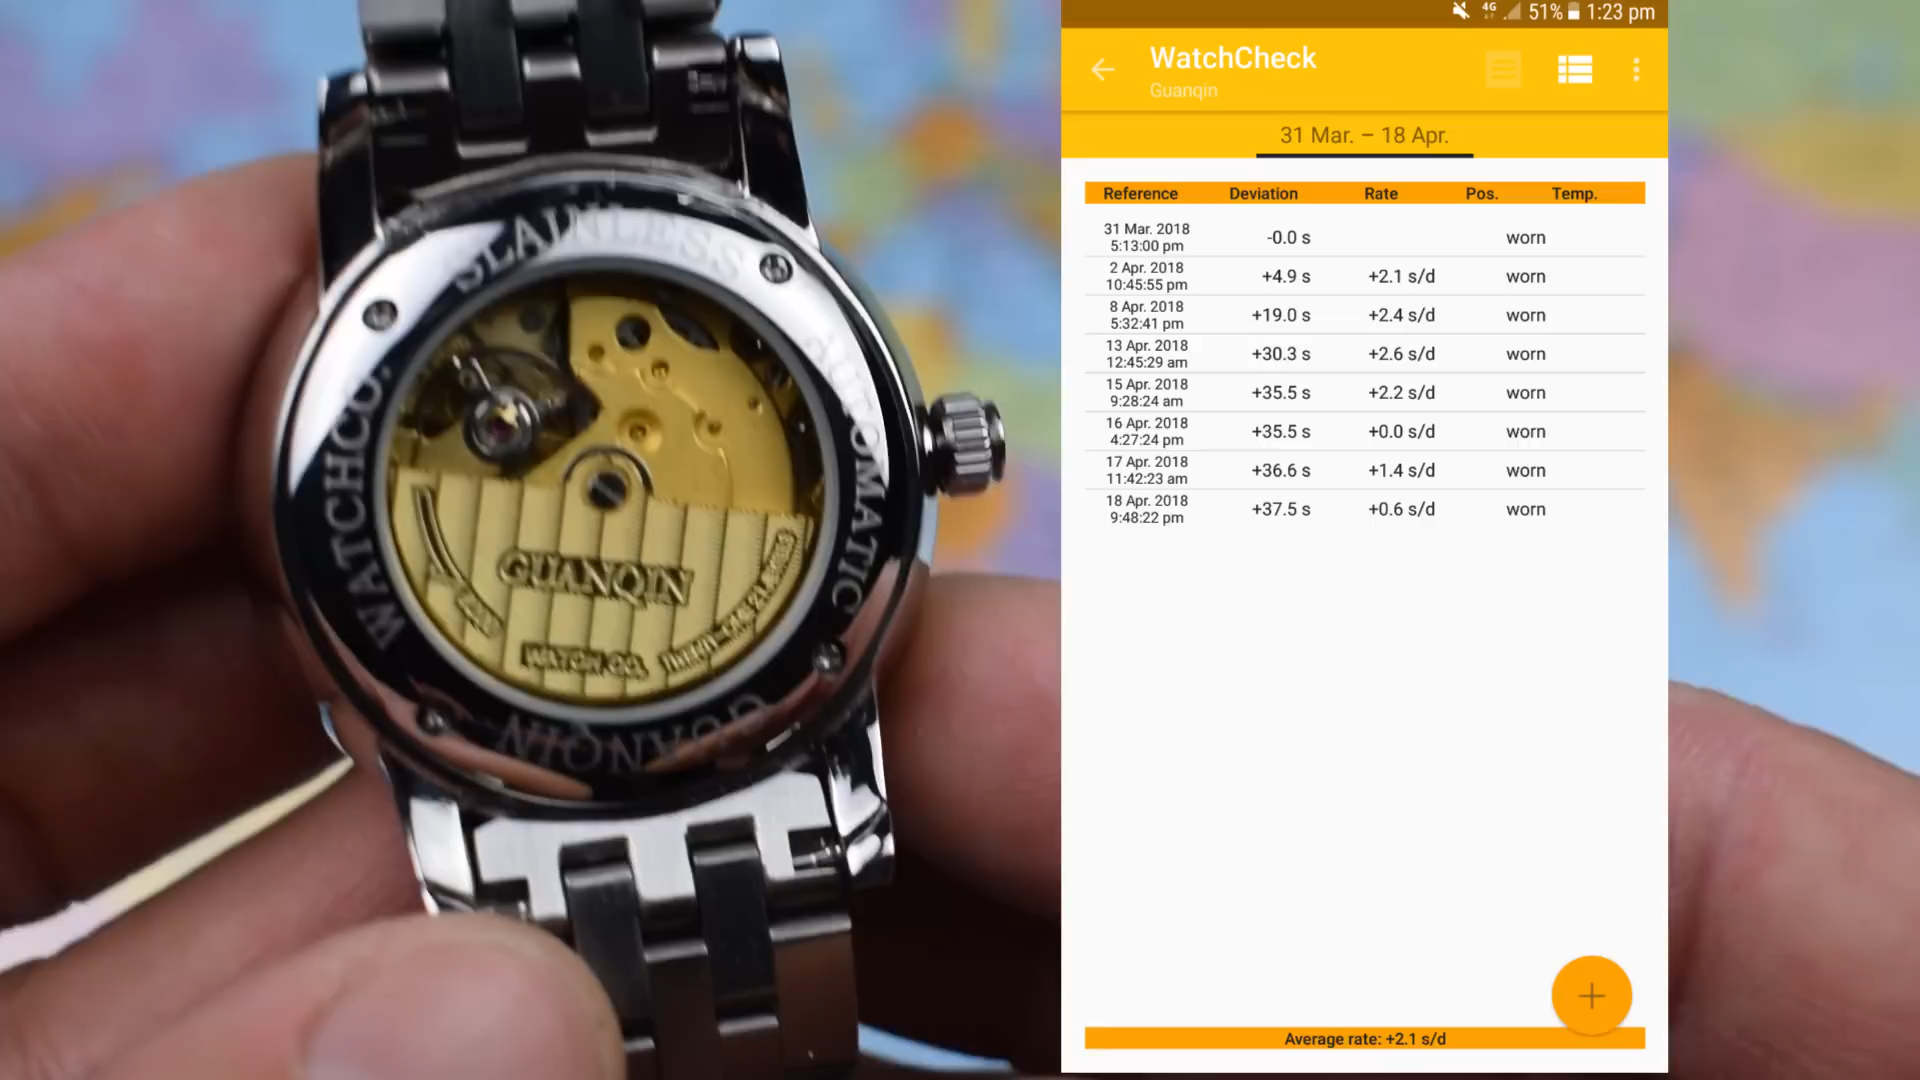 SLAINLESS
AUTOMATIC
WATCHCO.
GUANQIN
GUANQIN
WATCH CO.
4G 51% 1:23 pm
WatchCheck
Guanqin
31 Mar. – 18 Apr.
Reference Deviation Rate Pos. Temp.
31 Mar. 2018
5:13:00 pm -0.0 s worn
2 Apr. 2018
10:45:55 pm +4.9 s +2.1 s/d worn
8 Apr. 2018
5:32:41 pm +19.0 s +2.4 s/d worn
13 Apr. 2018
12:45:29 am +30.3 s +2.6 s/d worn
15 Apr. 2018
9:28:24 am +35.5 s +2.2 s/d worn
16 Apr. 2018
4:27:24 pm +35.5 s +0.0 s/d worn
17 Apr. 2018
11:42:23 am +36.6 s +1.4 s/d worn
18 Apr. 2018
9:48:22 pm +37.5 s +0.6 s/d worn
Average rate: +2.1 s/d